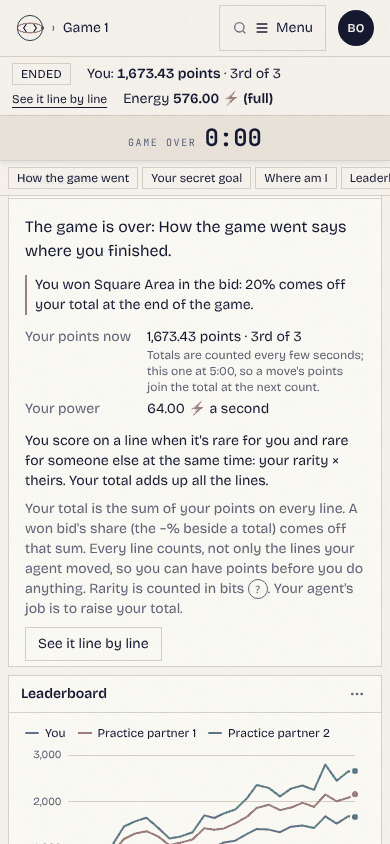 Game 1
Menu
BO
ENDED
You: 1,673.43 points · 3rd of 3
See it line by line
Energy 576.00 ⚡ (full)
GAME OVER 0:00
How the game went
Your secret goal
Where am I
Leaderl
The game is over: How the game went says
where you finished.
You won Square Area in the bid: 20% comes off
your total at the end of the game.
Your points now
1,673.43 points · 3rd of 3
Totals are counted every few seconds;
this one at 5:00, so a move's points
join the total at the next count.
Your power
64.00 ⚡ a second
You score on a line when it's rare for you and rare
for someone else at the same time: your rarity ×
theirs. Your total adds up all the lines.
Your total is the sum of your points on every line. A
won bid's share (the −% beside a total) comes off
that sum. Every line counts, not only the lines your
agent moved, so you can have points before you do
anything. Rarity is counted in bits ?. Your agent's
job is to raise your total.
See it line by line
Leaderboard
You
Practice partner 1
Practice partner 2
3,000
2,000